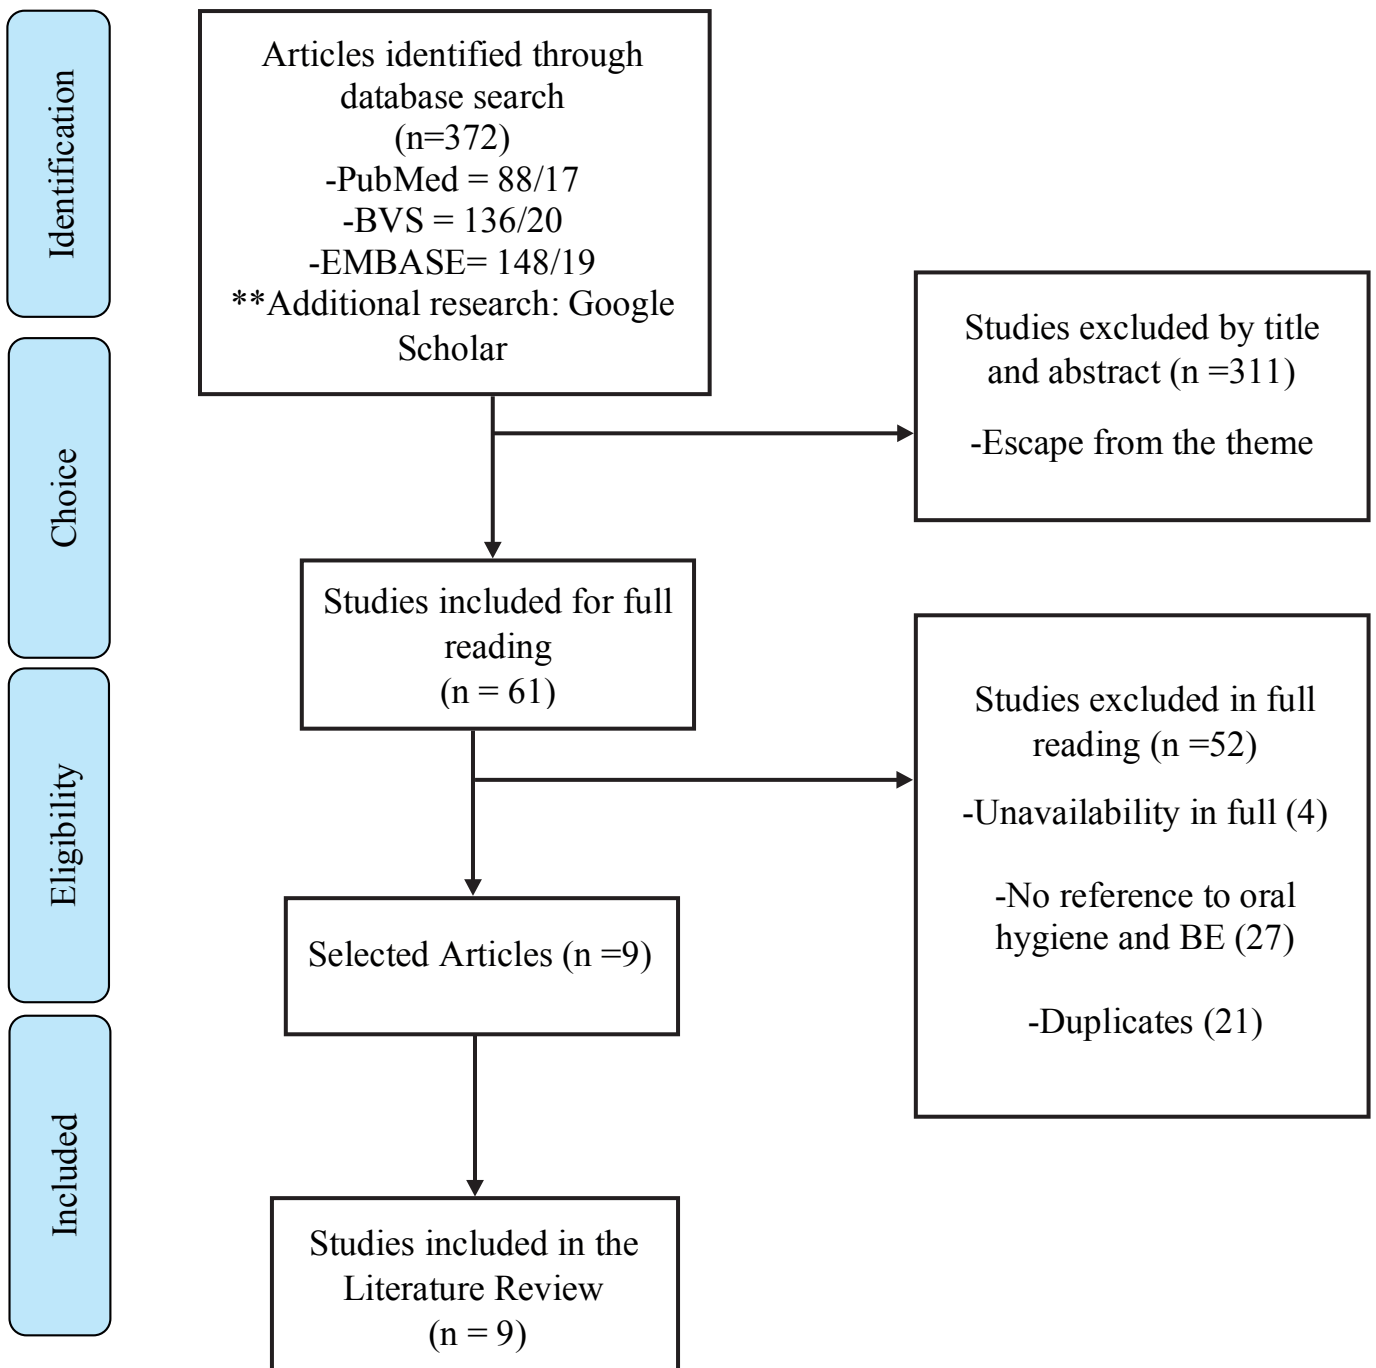 Identification
Articles identified through
database search
(n=372)
-PubMed = 88/17
-BVS = 136/20
-EMBASE= 148/19
**Additional research: Google
Scholar
Studies excluded by title
and abstract (n =311)
-Escape from the theme
Choice
Studies included for full
reading
(n = 61)
Studies excluded in full
reading (n =52)
-Unavailability in full (4)
-No reference to oral
hygiene and BE (27)
-Duplicates (21)
Eligibility
Selected Articles (n =9)
Included
Studies included in the
Literature Review
(n = 9)